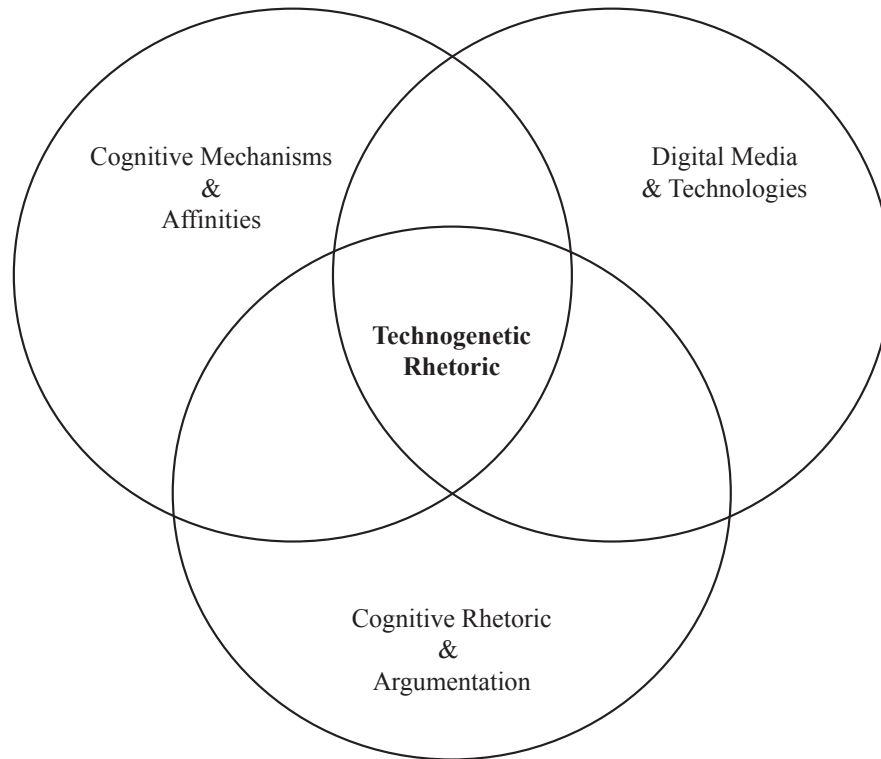 Cognitive Mechanisms
&
Affinities
Digital Media
& Technologies
Technogenetic
Rhetoric
Cognitive Rhetoric
&
Argumentation